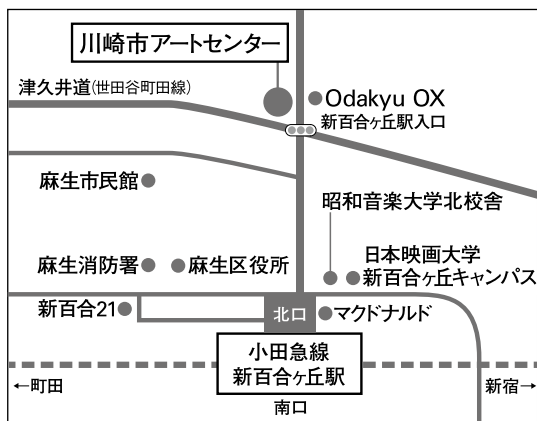 川崎市アートセンター
津久井道(世田谷町田線)
Odakyu OX
新百合ヶ丘駅入口
麻生市民館
昭和音楽大学北校舎
麻生消防署
麻生区役所
日本映画大学
新百合ヶ丘キャンパス
新百合21
北口
マクドナルド
小田急線
新百合ヶ丘駅
←町田
新宿→
南口